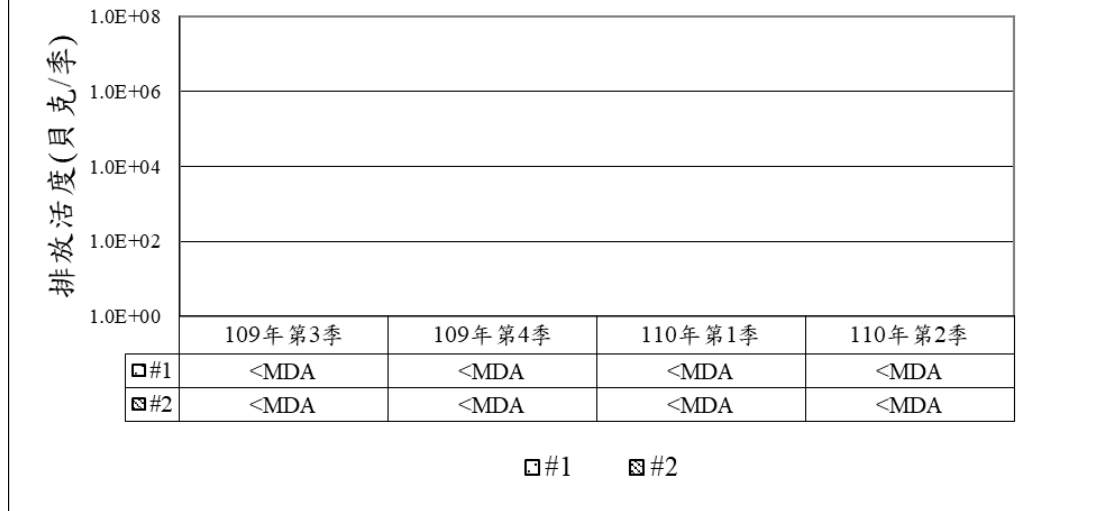 排放活度(貝克/季)
1.0E+08
1.0E+06
1.0E+04
1.0E+02
1.0E+00
109年第3季 109年第4季 110年第1季 110年第2季
#1 <MDA <MDA <MDA <MDA
#2 <MDA <MDA <MDA <MDA
#1 #2